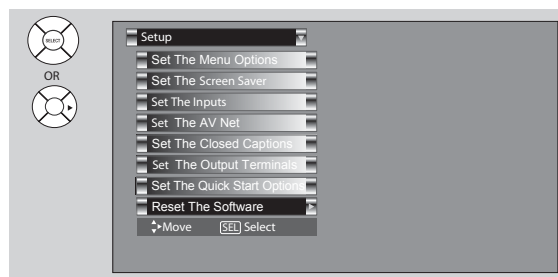 SELECT
OR
Setup
Set The Menu Options
Set The Screen Saver
Set The Inputs
Set The AV Net
Set The Closed Captions
Set The Output Terminals
Set The Quick Start Options
Reset The Software
Move SEL Select